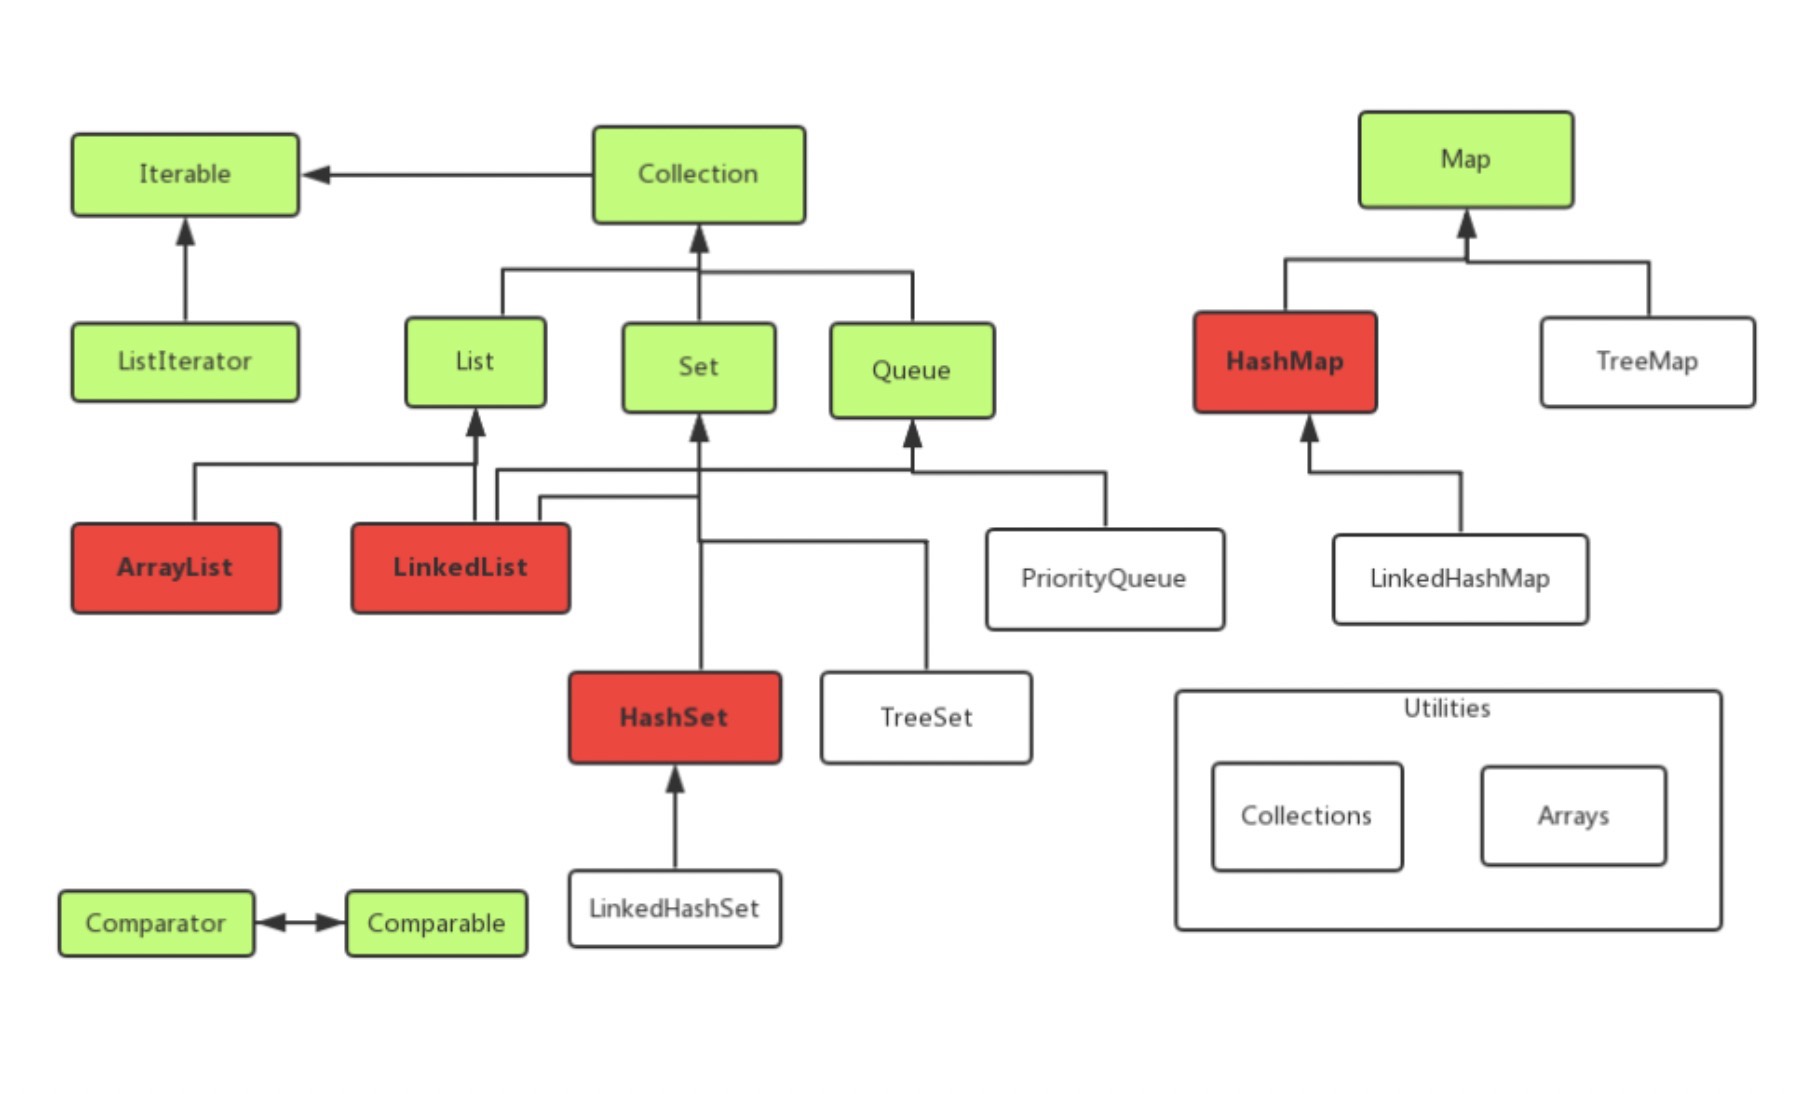 Iterable
Collection
Map
ListIterator
List
Set
Queue
HashMap
TreeMap
ArrayList
LinkedList
PriorityQueue
LinkedHashMap
HashSet
TreeSet
Utilities
Collections
Arrays
Comparator
Comparable
LinkedHashSet